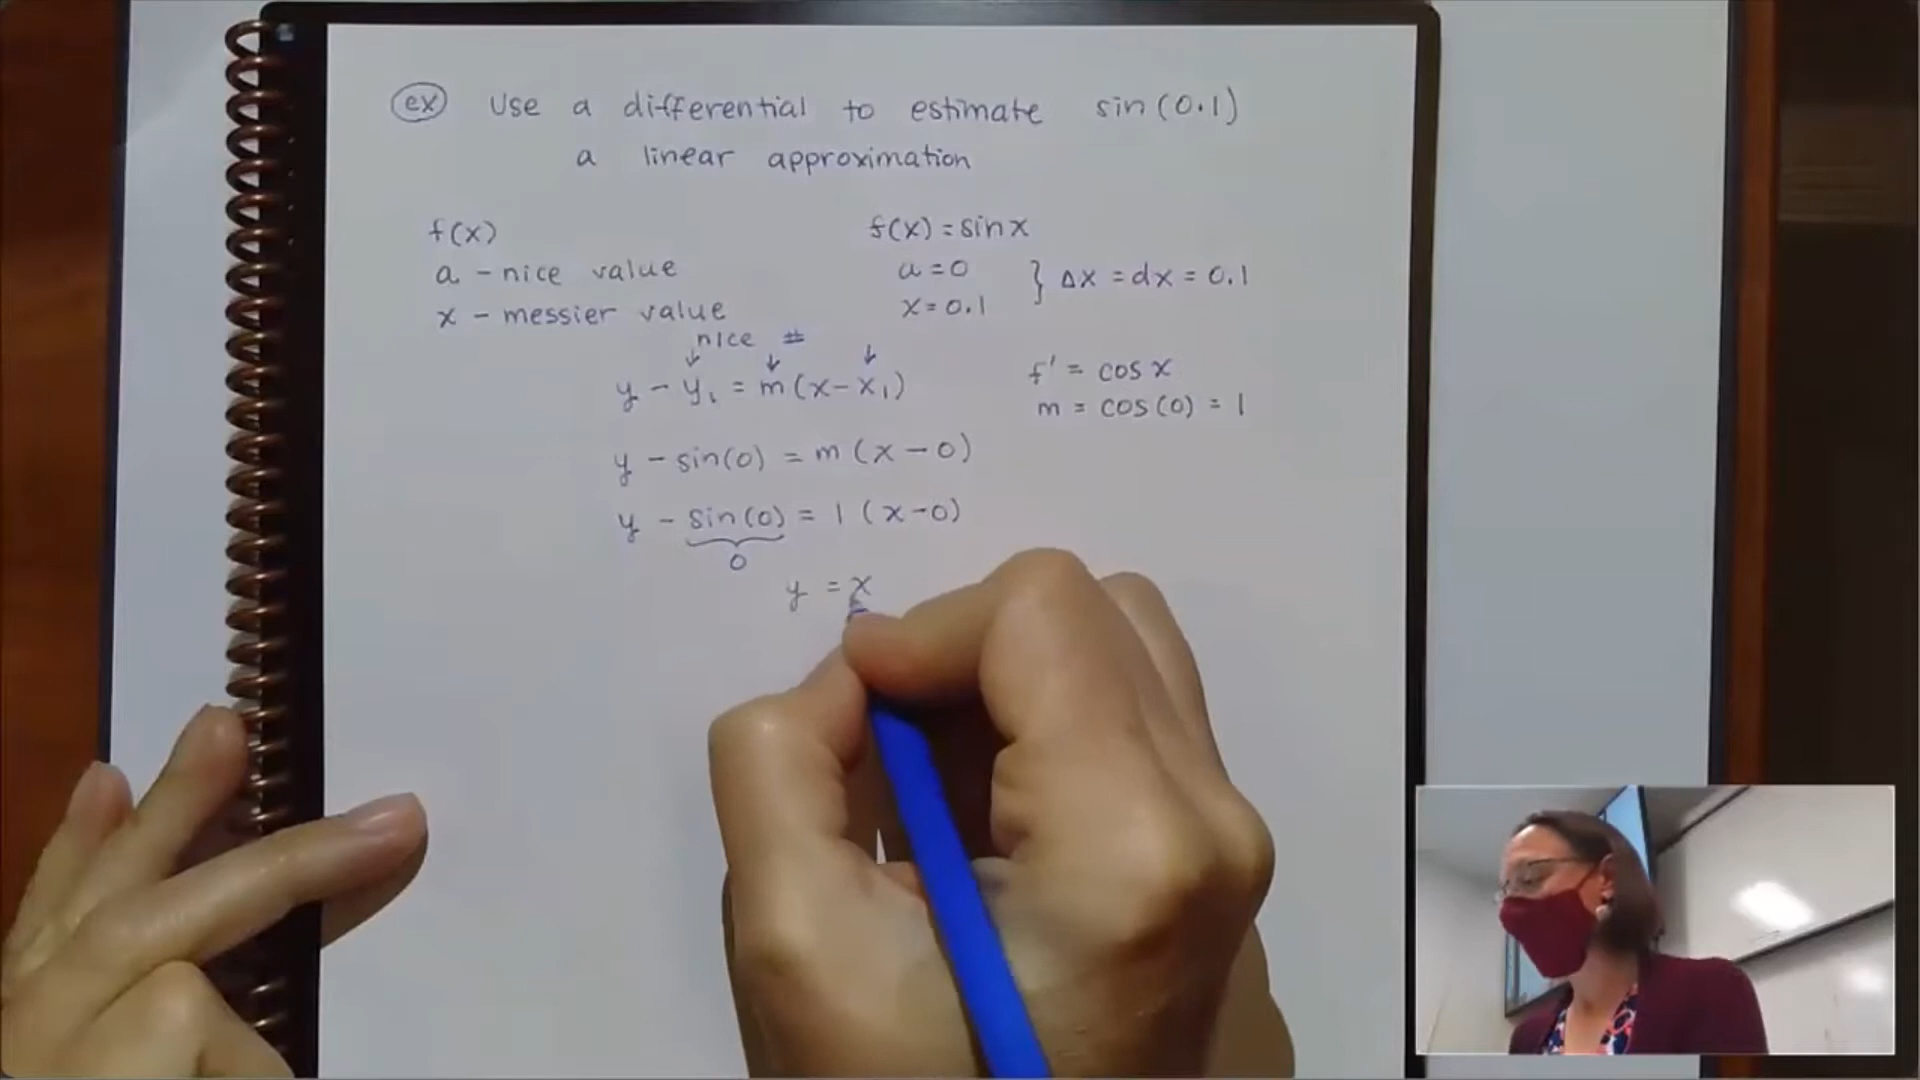 ex Use a differential to estimate sin(0.1)
a linear approximation
f(x)
a - nice value
x - messier value
f(x) = sin x
a = 0
x = 0.1
} Δx = dx = 0.1
nice #
↓ ↓ ↓
y - y₁ = m(x - x₁)
f' = cos x
m = cos(0) = 1
y - sin(0) = m(x - 0)
y - sin(0) = 1(x - 0)
0
y = x